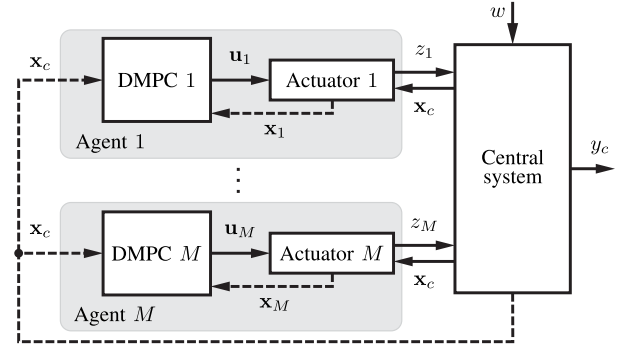 w
x_c
DMPC 1
u_1
Actuator 1
z_1
x_c
x_1
Agent 1
Central
system
y_c
⋮
x_c
DMPC M
u_M
Actuator M
z_M
x_c
x_M
Agent M